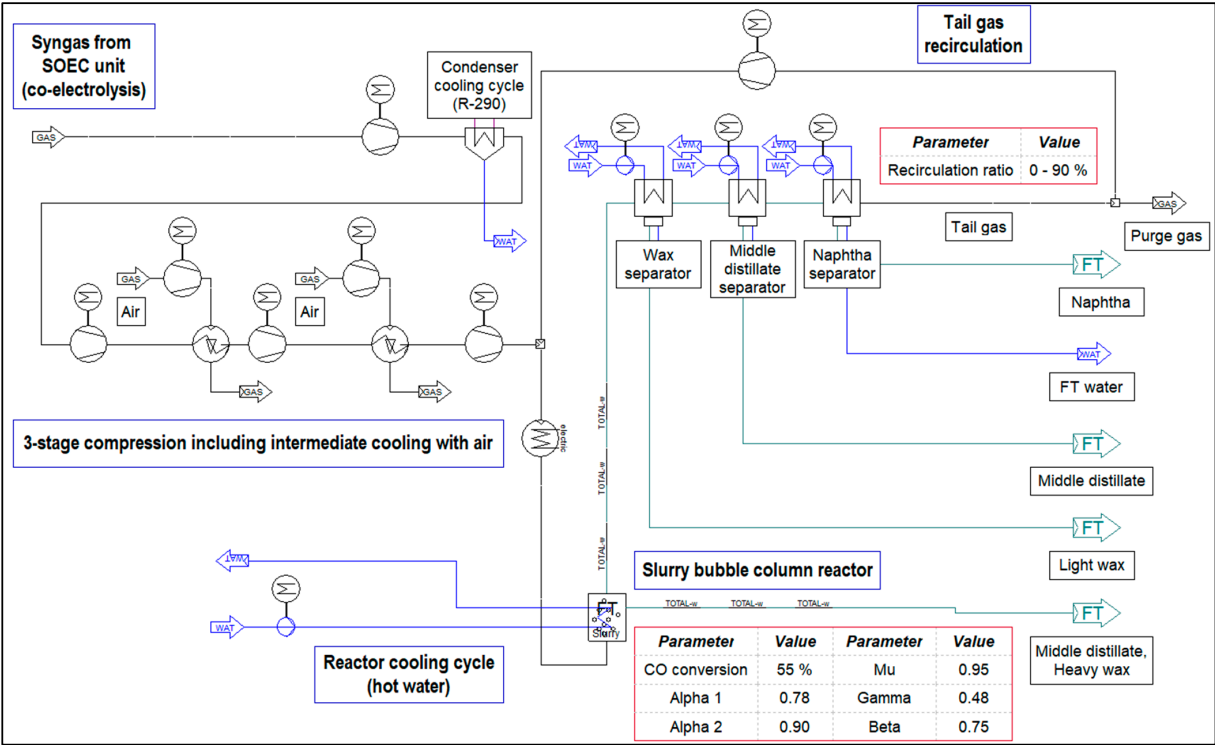 Syngas from
SOEC unit
(co-electrolysis)
Condenser
cooling cycle
(R-290)
Tail gas
recirculation
GAS
WAT
WAT
WAT
WAT
WAT
WAT
WAT
Parameter Value
Recirculation ratio 0 - 90 %
GAS
Tail gas
Purge gas
Wax
separator
Middle
distillate
separator
Naphtha
separator
FT
Naphtha
GAS
GAS
Air
Air
WAT
FT water
GAS
GAS
3-stage compression including intermediate cooling with air
electric
TOTAL-w
TOTAL-w
TOTAL-w
FT
Middle distillate
FT
Light wax
WAT
WAT
Reactor cooling cycle
(hot water)
Slurry bubble column reactor
FT
Slurry
TOTAL-w
TOTAL-w
TOTAL-w
FT
Middle distillate,
Heavy wax
Parameter Value Parameter Value
CO conversion 55 % Mu 0.95
Alpha 1 0.78 Gamma 0.48
Alpha 2 0.90 Beta 0.75